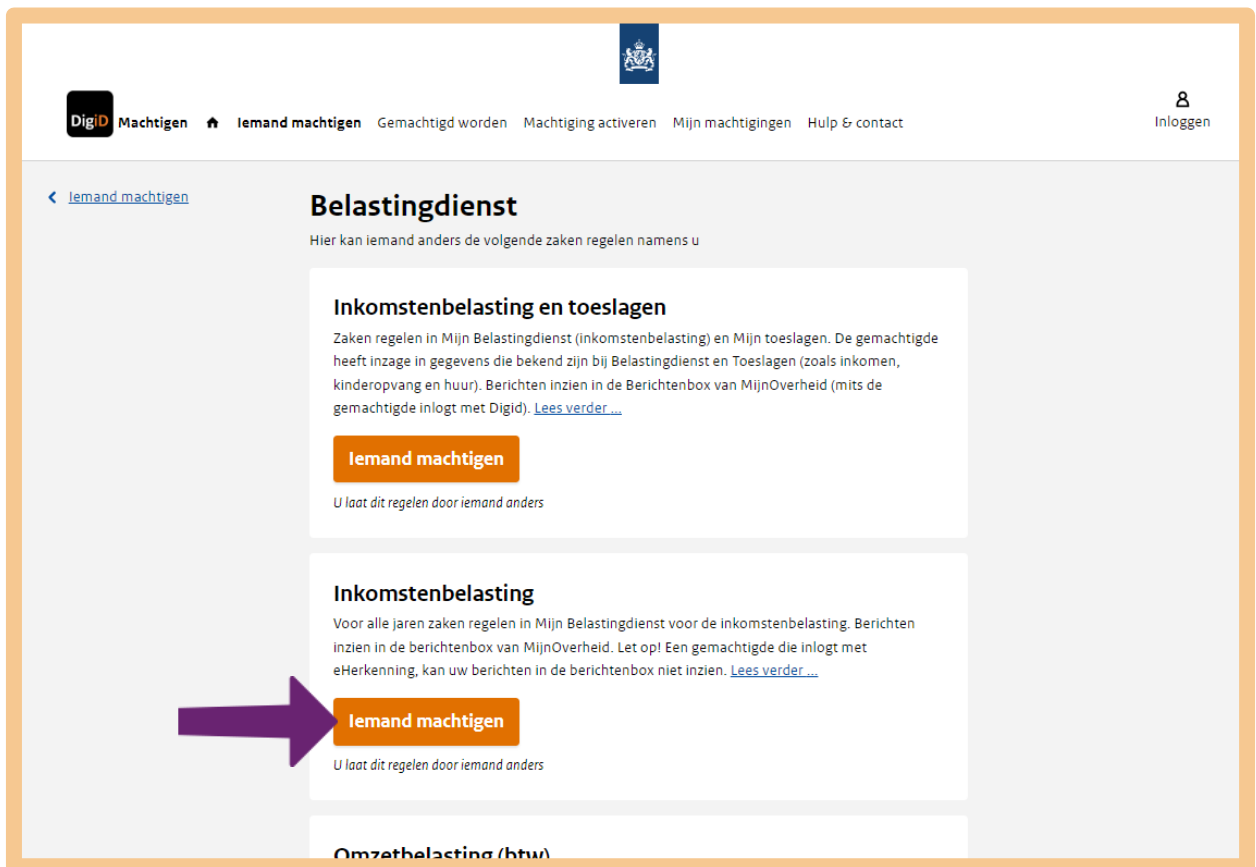 DigiD Machtigen Iemand machtigen Gemachtigd worden Machtiging activeren Mijn machtigingen Hulp & contact Inloggen
Iemand machtigen
Belastingdienst
Hier kan iemand anders de volgende zaken regelen namens u
Inkomstenbelasting en toeslagen
Zaken regelen in Mijn Belastingdienst (inkomstenbelasting) en Mijn toeslagen. De gemachtigde
heeft inzage in gegevens die bekend zijn bij Belastingdienst en Toeslagen (zoals inkomen,
kinderopvang en huur). Berichten inzien in de Berichtenbox van MijnOverheid (mits de
gemachtigde inlogt met Digid). Lees verder ...
Iemand machtigen
U laat dit regelen door iemand anders
Inkomstenbelasting
Voor alle jaren zaken regelen in Mijn Belastingdienst voor de inkomstenbelasting. Berichten
inzien in de berichtenbox van MijnOverheid. Let op! Een gemachtigde die inlogt met
eHerkenning, kan uw berichten in de berichtenbox niet inzien. Lees verder ...
Iemand machtigen
U laat dit regelen door iemand anders
Omzetbelasting (btw)